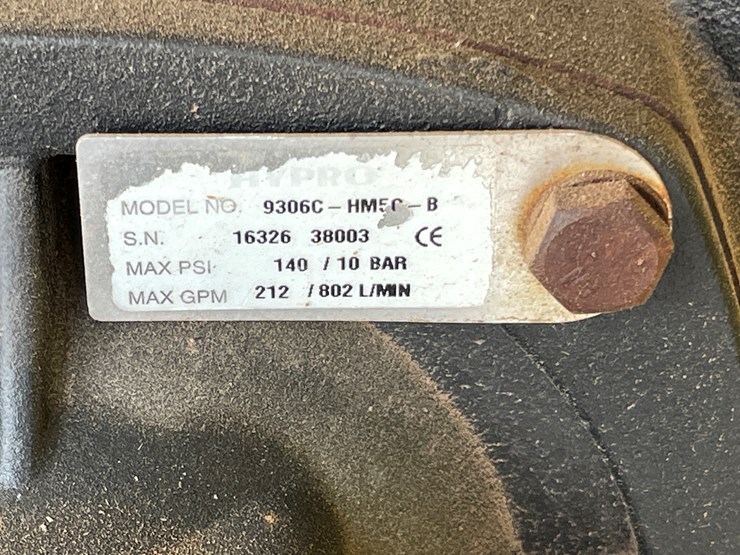 HYPRO
MODEL NO. 9306C - HM5C - B
S.N. 16326 38003 CE
MAX PSI 140 / 10 BAR
MAX GPM 212 / 802 L/MIN